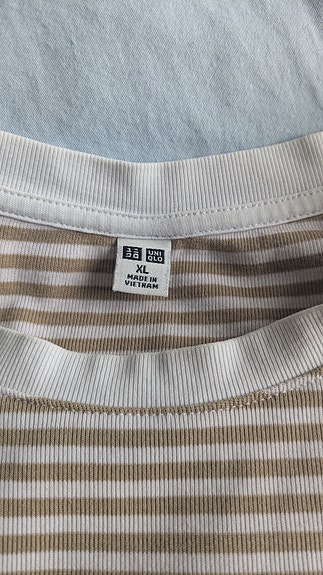 ユニ UNI
クロ QLO
XL
MADE IN
VIETNAM